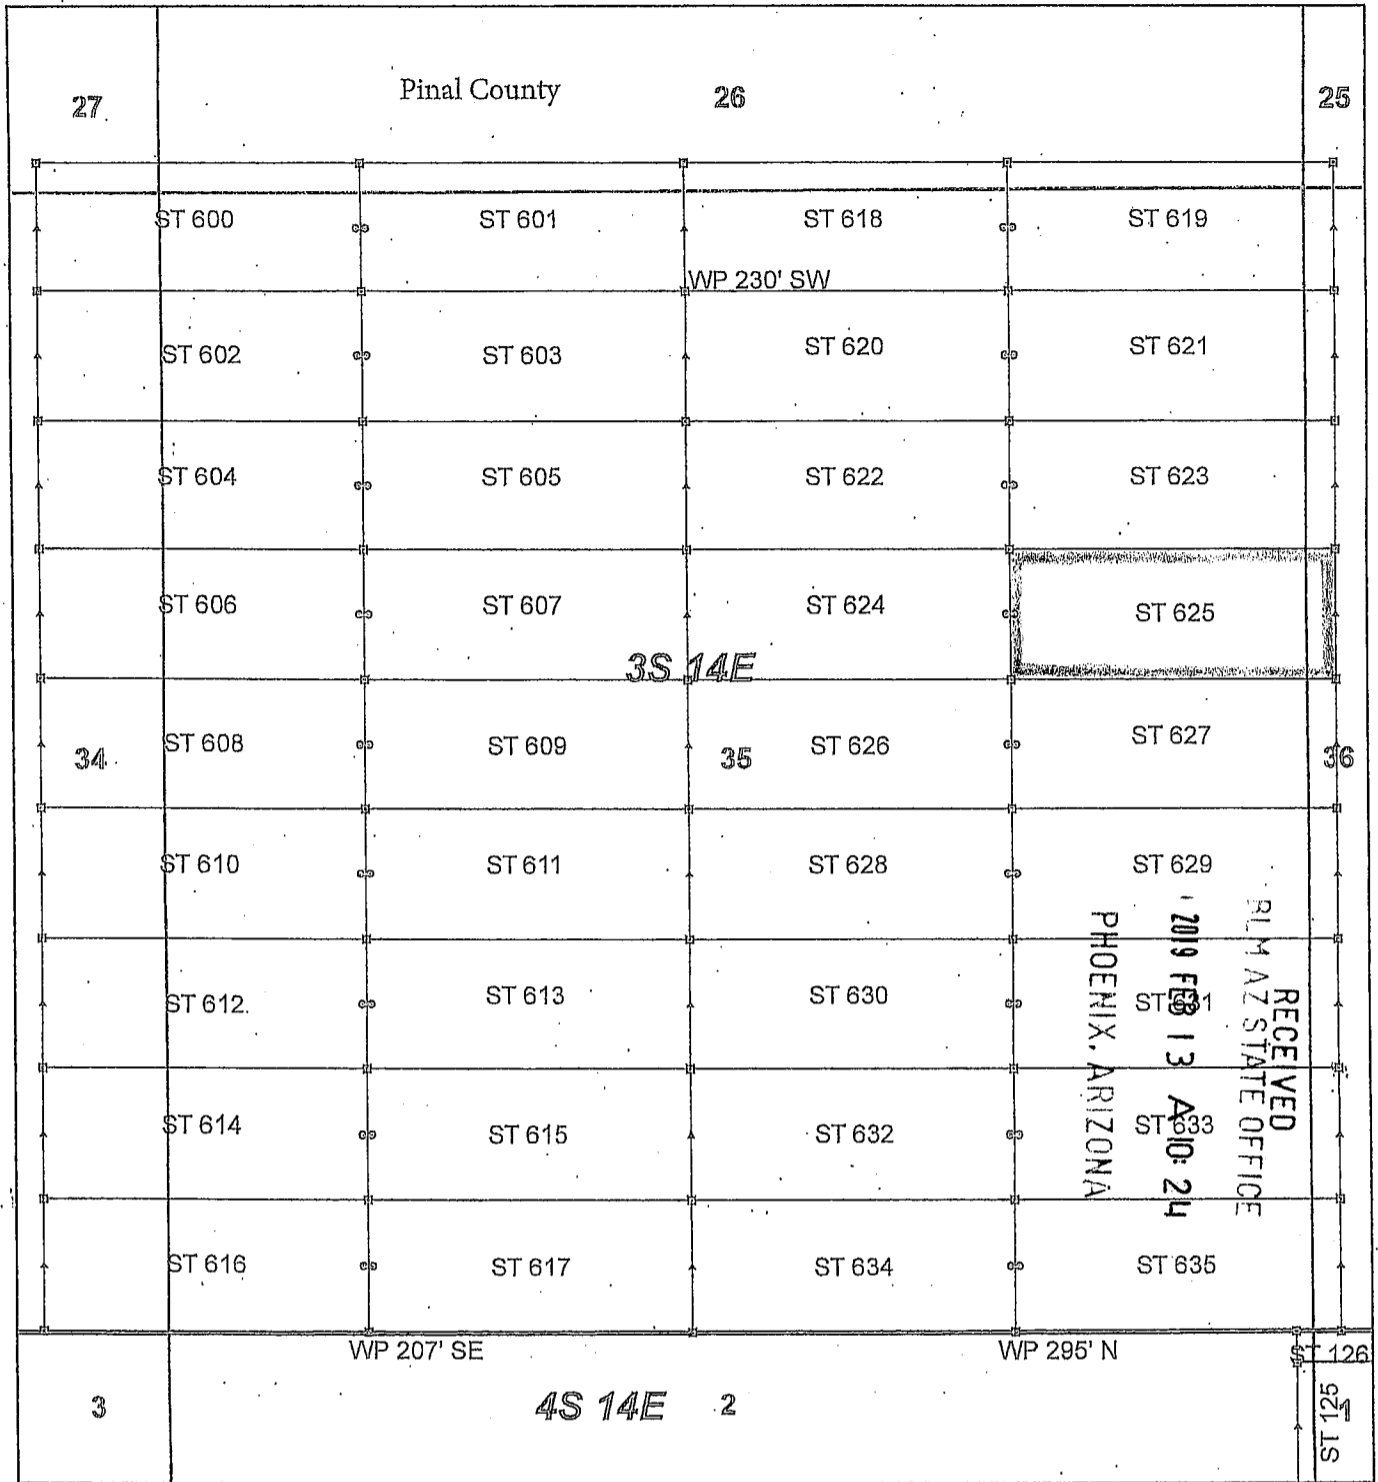 27 Pinal County 26 25
ST 600 ST 601 ST 618 ST 619
WP 230' SW
ST 602 ST 603 ST 620 ST 621
ST 604 ST 605 ST 622 ST 623
ST 606 ST 607 ST 624 ST 625
3S 14E
ST 608 ST 609 ST 626 ST 627
34 35 36
ST 610 ST 611 ST 628 ST 629
ST 612 ST 613 ST 630 ST 631
ST 614 ST 615 ST 632 ST 633
ST 616 ST 617 ST 634 ST 635
RECEIVED
BLM AZ STATE OFFICE
2019 FEB 13 A 10: 24
PHOENIX, ARIZONA
WP 207' SE WP 295' N ST 126
3 4S 14E 2 1
ST 125